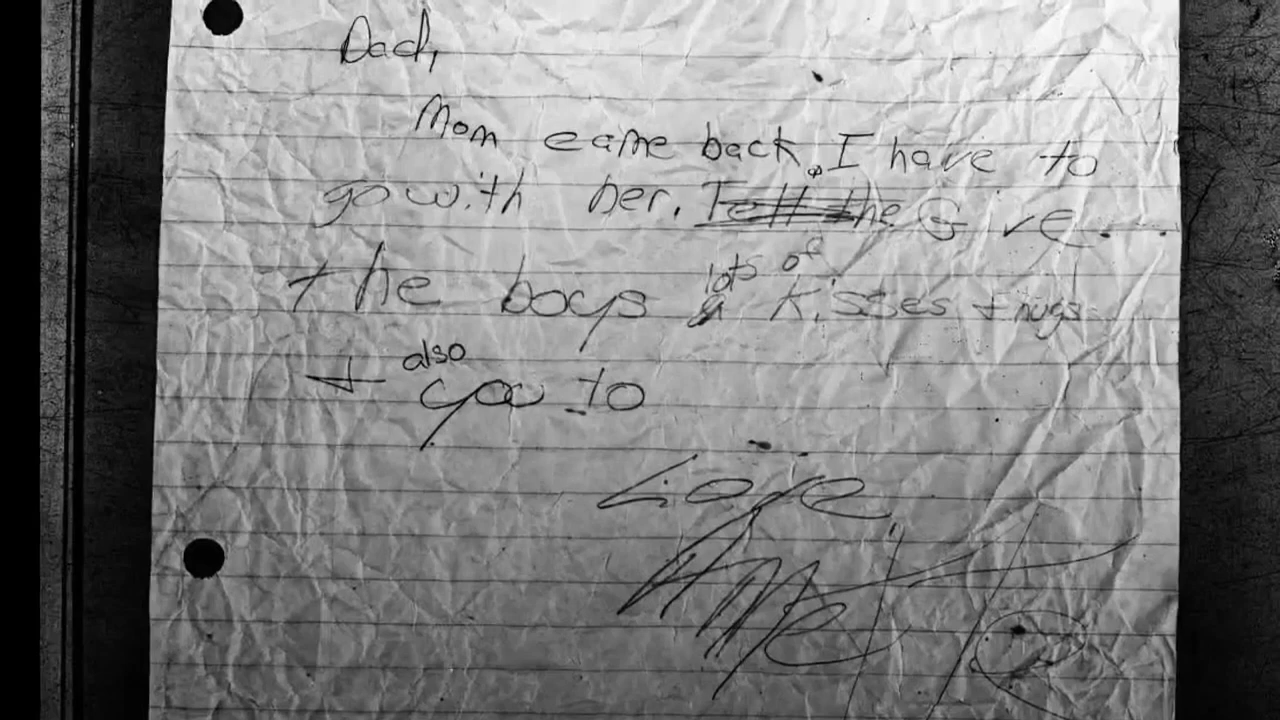 Dad,
Mom came back. I have to
go with her. Tell the Give
the boys lots of kisses + hugs
+ also you to
Love,
Annette